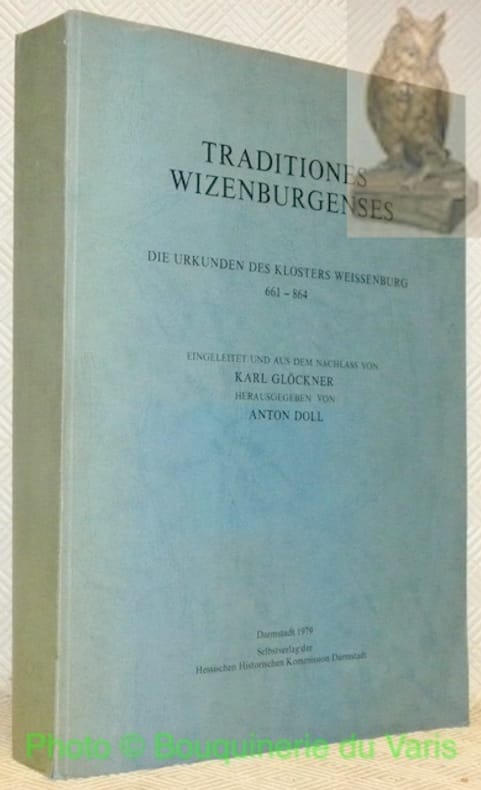 TRADITIONES
WIZENBURGENSES
DIE URKUNDEN DES KLOSTERS WEISSENBURG
661 – 864
EINGELEITET UND AUS DEM NACHLASS VON
KARL GLÖCKNER
HERAUSGEGEBEN VON
ANTON DOLL
Darmstadt 1979
Selbstverlag der
Hessischen Historischen Kommission Darmstadt
Photo © Bouquinerie du Varis